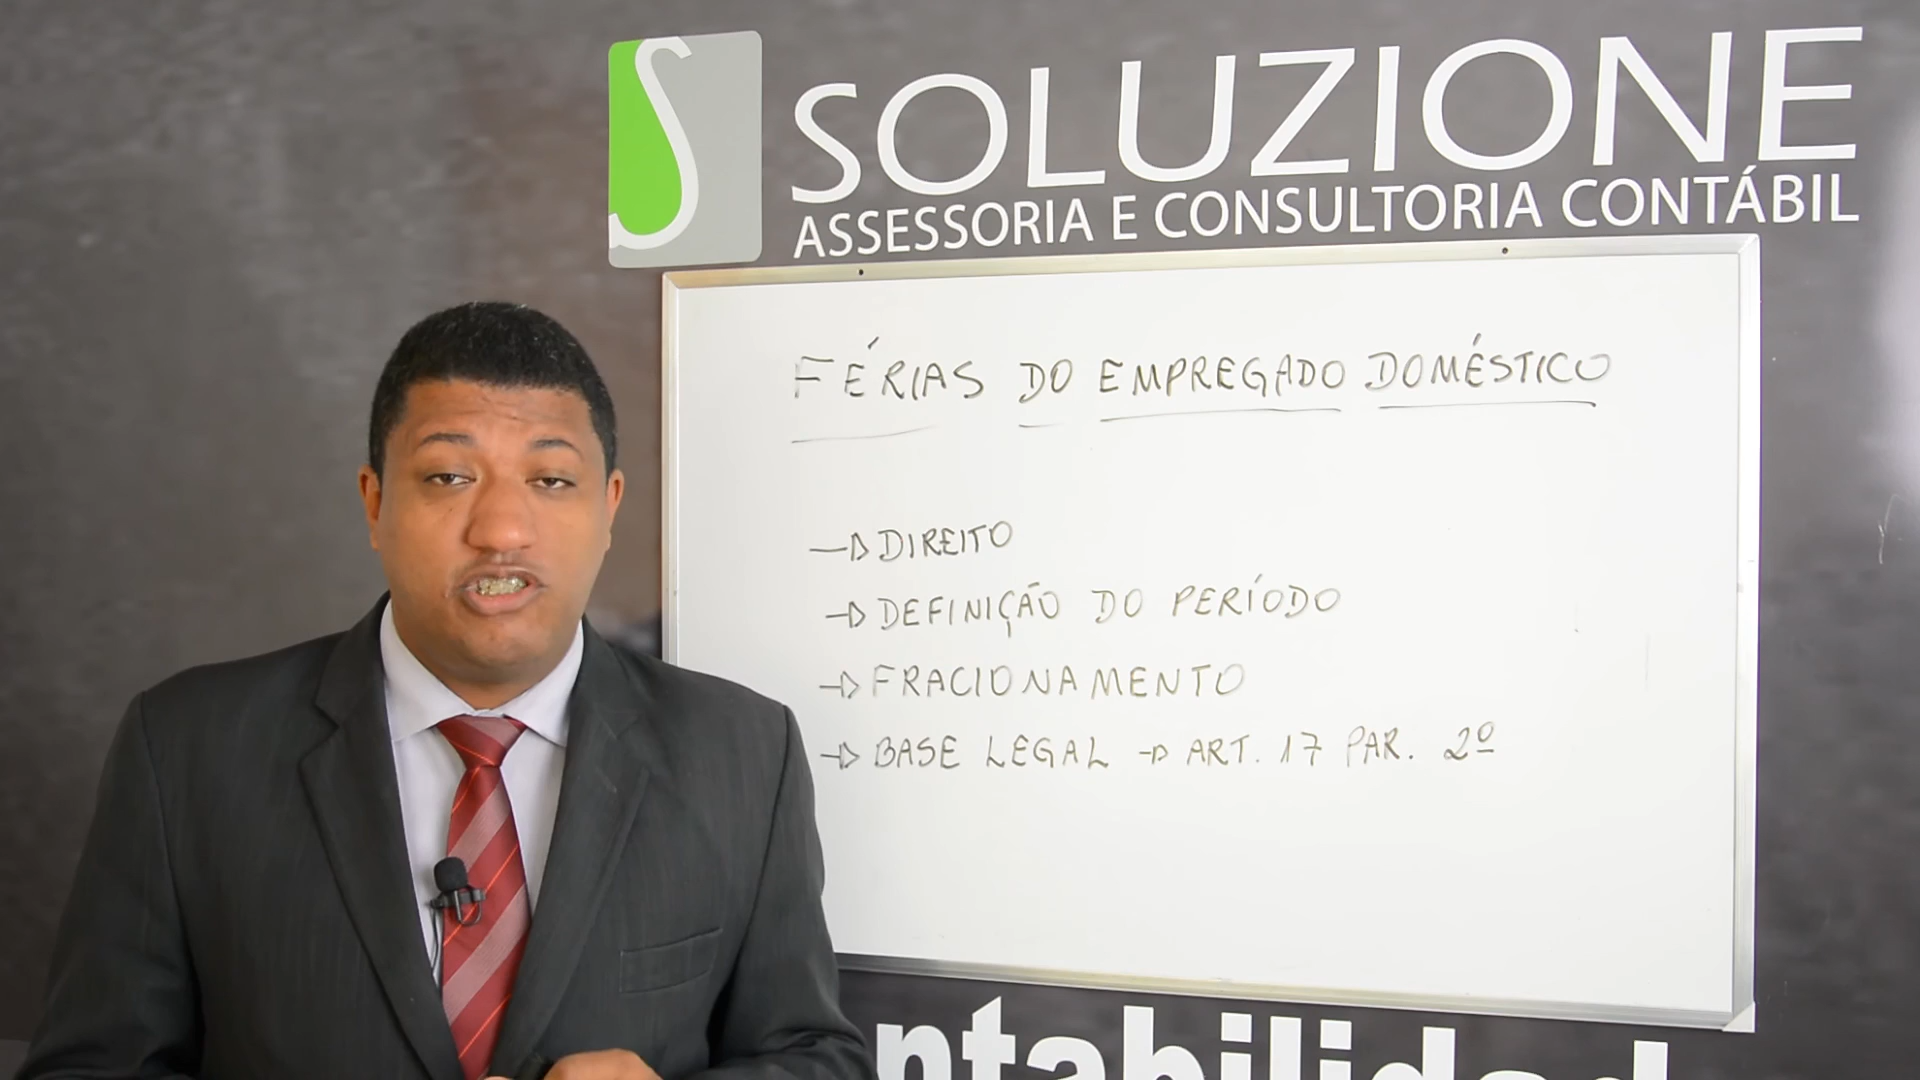 SOLUZIONE
ASSESSORIA E CONSULTORIA CONTÁBIL
FÉRIAS DO EMPREGADO DOMÉSTICO
→ DIREITO
→ DEFINIÇÃO DO PERÍODO
→ FRACIONAMENTO
→ BASE LEGAL → ART. 17 PAR. 2º
ntabilidad